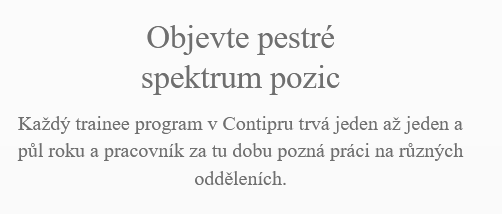 Objevte pestré
spektrum pozic
Každý trainee program v Contipru trvá jeden až jeden a
půl roku a pracovník za tu dobu pozná práci na různých
odděleních.